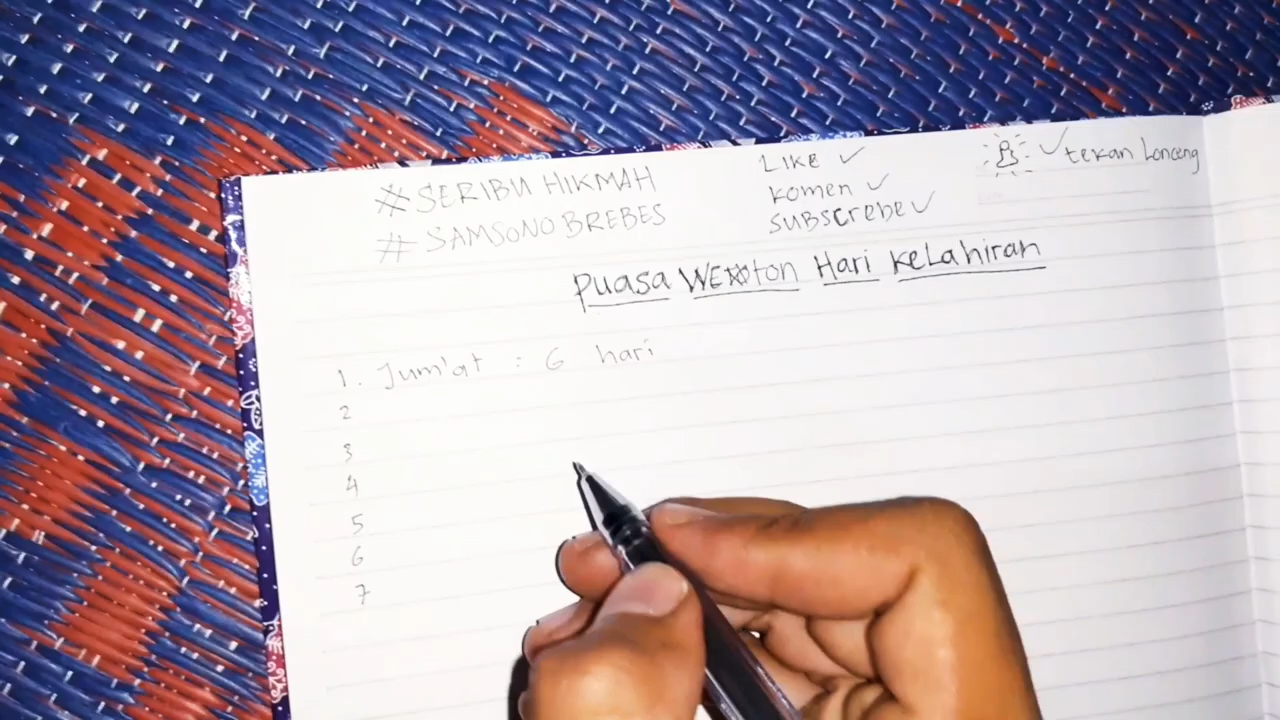 #SERIBU HIKMAH
#SAMSONO BREBES
Like ✓
komen ✓
subscrebe ✓
✓ tekan Lonceng
Puasa Weton Hari keLahiran
1. Jum'at : 6 hari
2
3
4
5
6
7